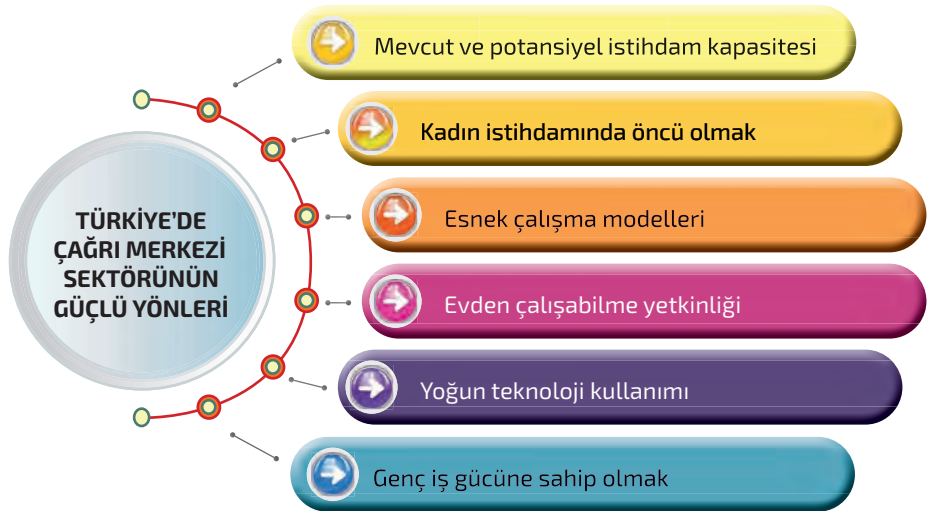 TÜRKİYE'DE
ÇAĞRI MERKEZİ
SEKTÖRÜNÜN
GÜÇLÜ YÖNLERİ
Mevcut ve potansiyel istihdam kapasitesi
Kadın istihdamında öncü olmak
Esnek çalışma modelleri
Evden çalışabilme yetkinliği
Yoğun teknoloji kullanımı
Genç iş gücüne sahip olmak